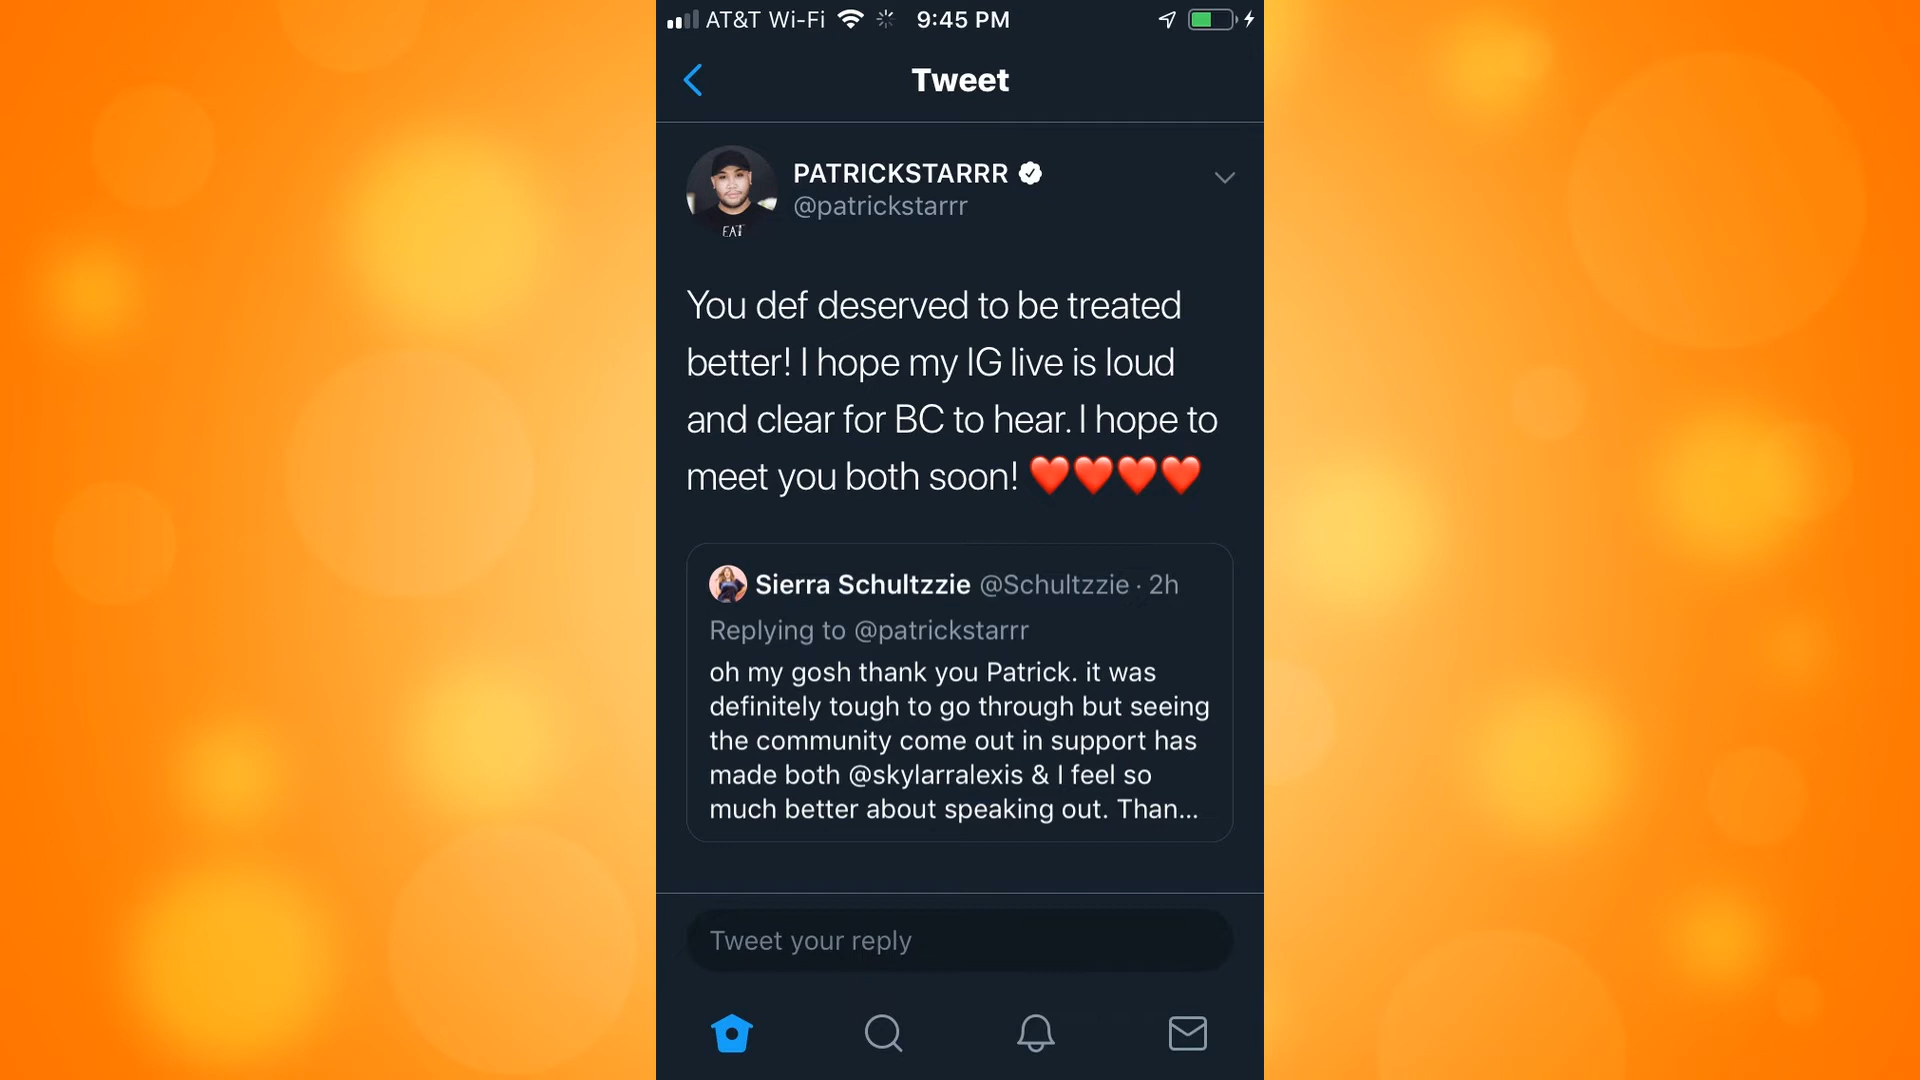 AT&T Wi-Fi 9:45 PM
Tweet
PATRICKSTARRR
@patrickstarrr
EAT
You def deserved to be treated
better! I hope my IG live is loud
and clear for BC to hear. I hope to
meet you both soon! ❤️❤️❤️❤️
Sierra Schultzzie @Schultzzie · 2h
Replying to @patrickstarrr
oh my gosh thank you Patrick. it was
definitely tough to go through but seeing
the community come out in support has
made both @skylarralexis & I feel so
much better about speaking out. Than...
Tweet your reply